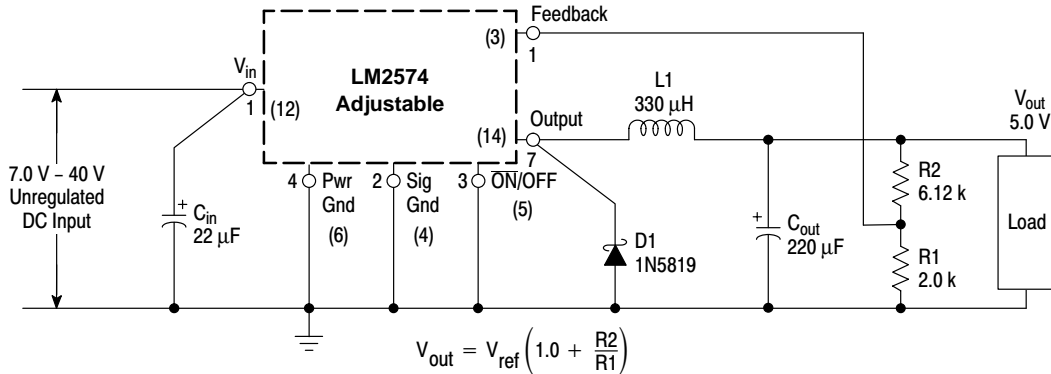 Feedback
(3)
1
V_in
1
(12)
LM2574
Adjustable
L1
330 μH
Output
(14)
7
V_out
5.0 V
7.0 V – 40 V
Unregulated
DC Input
4 Pwr
Gnd
(6)
2 Sig
Gnd
(4)
3 O̅N̅/OFF
(5)
+
C_in
22 μF
D1
1N5819
+
C_out
220 μF
R2
6.12 k
R1
2.0 k
Load
V_out = V_ref (1.0 + R2/R1)